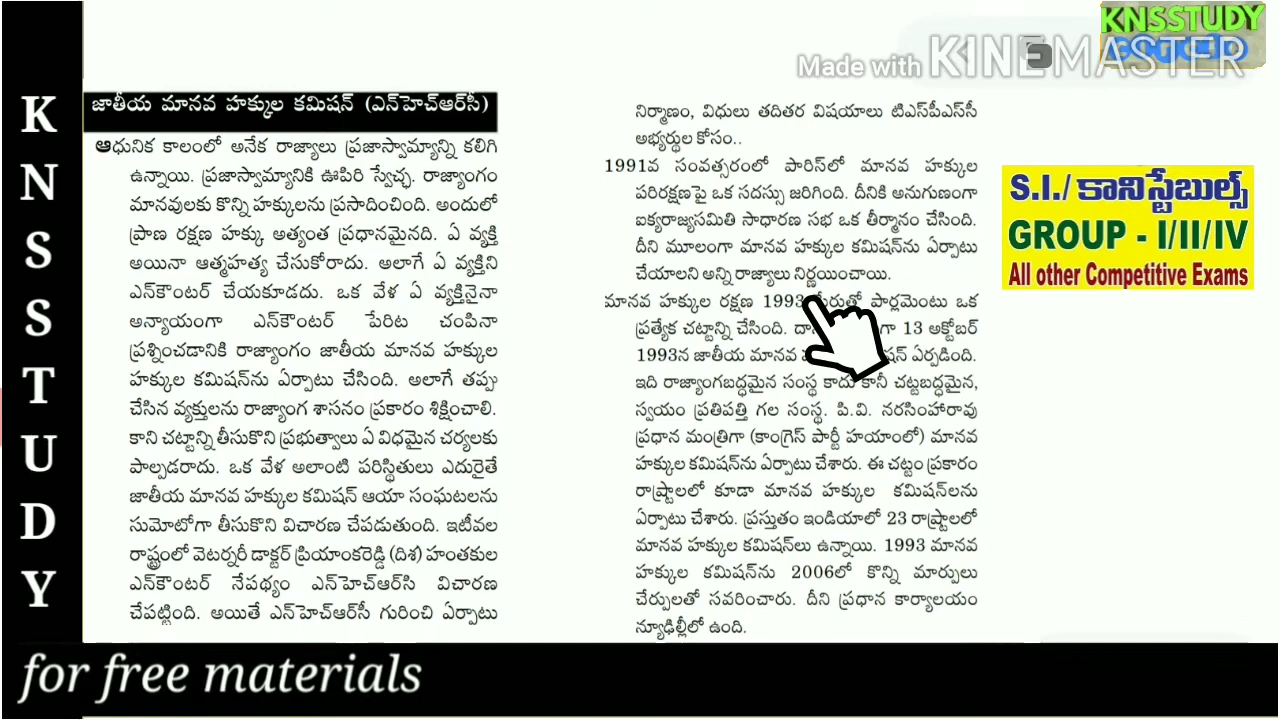 KNSSTUDY
Made with KINEMASTER
KNSSTUDY
జాతీయ మానవ హక్కుల కమిషన్ (ఎన్‌హెచ్‌ఆర్‌సీ)
ఆధునిక కాలంలో అనేక రాజ్యాలు ప్రజాస్వామ్యాన్ని కలిగి
ఉన్నాయి. ప్రజాస్వామ్యానికి ఊపిరి స్వేచ్ఛ. రాజ్యాంగం
మానవులకు కొన్ని హక్కులను ప్రసాదించింది. అందులో
ప్రాణ రక్షణ హక్కు అత్యంత ప్రధానమైనది. ఏ వ్యక్తి
అయినా ఆత్మహత్య చేసుకోరాదు. అలాగే ఏ వ్యక్తిని
ఎన్‌కౌంటర్ చేయకూడదు. ఒక వేళ ఏ వ్యక్తినైనా
అన్యాయంగా ఎన్‌కౌంటర్ పేరిట చంపినా
ప్రశ్నించడానికి రాజ్యాంగం జాతీయ మానవ హక్కుల
హక్కుల కమిషన్‌ను ఏర్పాటు చేసింది. అలాగే తప్పు
చేసిన వ్యక్తులను రాజ్యాంగ శాసనం ప్రకారం శిక్షించాలి.
కాని చట్టాన్ని తీసుకొని ప్రభుత్వాలు ఏ విధమైన చర్యలకు
పాల్పడరాదు. ఒక వేళ అలాంటి పరిస్థితులు ఎదురైతే
జాతీయ మానవ హక్కుల కమిషన్ ఆయా సంఘటలను
సుమోటోగా తీసుకొని విచారణ చేపడుతుంది. ఇటీవల
రాష్ట్రంలో వెటర్నరీ డాక్టర్ ప్రియాంకరెడ్డి (దిశ) హంతకుల
ఎన్‌కౌంటర్ నేపథ్యం ఎన్‌హెచ్‌ఆర్‌సి విచారణ
చేపట్టింది. అయితే ఎన్‌హెచ్‌ఆర్‌సీ గురించి ఏర్పాటు
నిర్మాణం, విధులు తదితర విషయాలు టిఎస్‌పీఎస్‌సీ
అభ్యర్థుల కోసం..
1991వ సంవత్సరంలో పారిస్‌లో మానవ హక్కుల
పరిరక్షణపై ఒక సదస్సు జరిగింది. దీనికి అనుగుణంగా
ఐక్యరాజ్యసమితి సాధారణ సభ ఒక తీర్మానం చేసింది.
దీని మూలంగా మానవ హక్కుల కమిషన్‌ను ఏర్పాటు
చేయాలని అన్ని రాజ్యాలు నిర్ణయించాయి.
మానవ హక్కుల రక్షణ 1993 పేరుతో పార్లమెంటు ఒక
ప్రత్యేక చట్టాన్ని చేసింది. 13 అక్టోబర్
1993న జాతీయ మానవ ఏర్పడింది.
ఇది రాజ్యాంగబద్ధమైన సంస్థ కాదు కానీ చట్టబద్ధమైన,
స్వయం ప్రతిపత్తి గల సంస్థ. పి.వి. నరసింహారావు
ప్రధాన మంత్రిగా (కాంగ్రెస్ పార్టీ హయాంలో) మానవ
హక్కుల కమిషన్‌ను ఏర్పాటు చేశారు. ఈ చట్టం ప్రకారం
రాష్ట్రాలలో కూడా మానవ హక్కుల కమిషన్‌లను
ఏర్పాటు చేశారు. ప్రస్తుతం ఇండియాలో 23 రాష్ట్రాలలో
మానవ హక్కుల కమిషన్‌లు ఉన్నాయి. 1993 మానవ
హక్కుల కమిషన్‌ను 2006లో కొన్ని మార్పులు
చేర్పులతో సవరించారు. దీని ప్రధాన కార్యాలయం
న్యూఢిల్లీలో ఉంది.
S.I./ కానిస్టేబుల్స్
GROUP - I/II/IV
All other Competitive Exams
for free materials